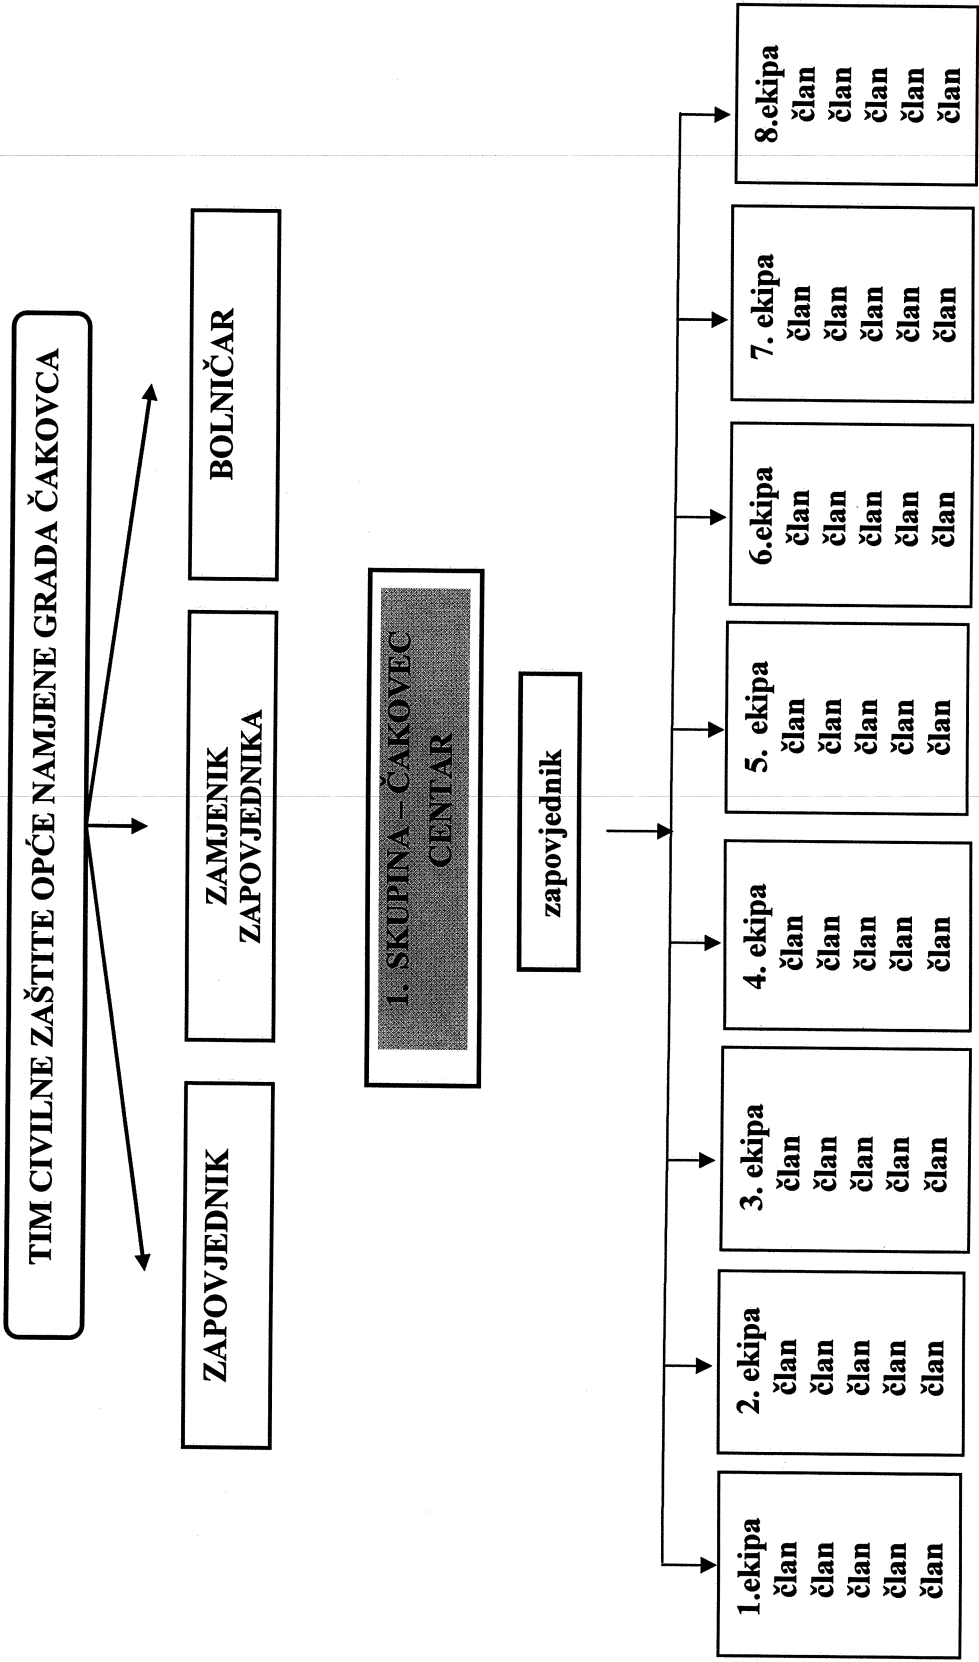 TIM CIVILNE ZAŠTITE OPĆE NAMJENE GRADA ČAKOVCA
ZAPOVJEDNIK
ZAMJENIK
ZAPOVJEDNIKA
BOLNIČAR
1. SKUPINA – ČAKOVEC
CENTAR
zapovjednik
1.ekipa
član
član
član
član
član
2. ekipa
član
član
član
član
član
3. ekipa
član
član
član
član
član
4. ekipa
član
član
član
član
član
5. ekipa
član
član
član
član
član
6.ekipa
član
član
član
član
član
7. ekipa
član
član
član
član
član
8.ekipa
član
član
član
član
član